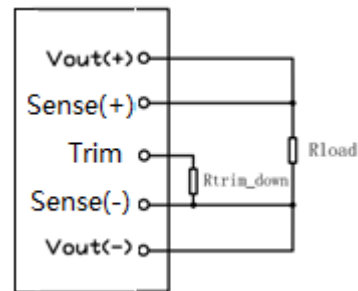 Vout(+)
Sense(+)
Trim
Rload
Rtrim_down
Sense(-)
Vout(-)